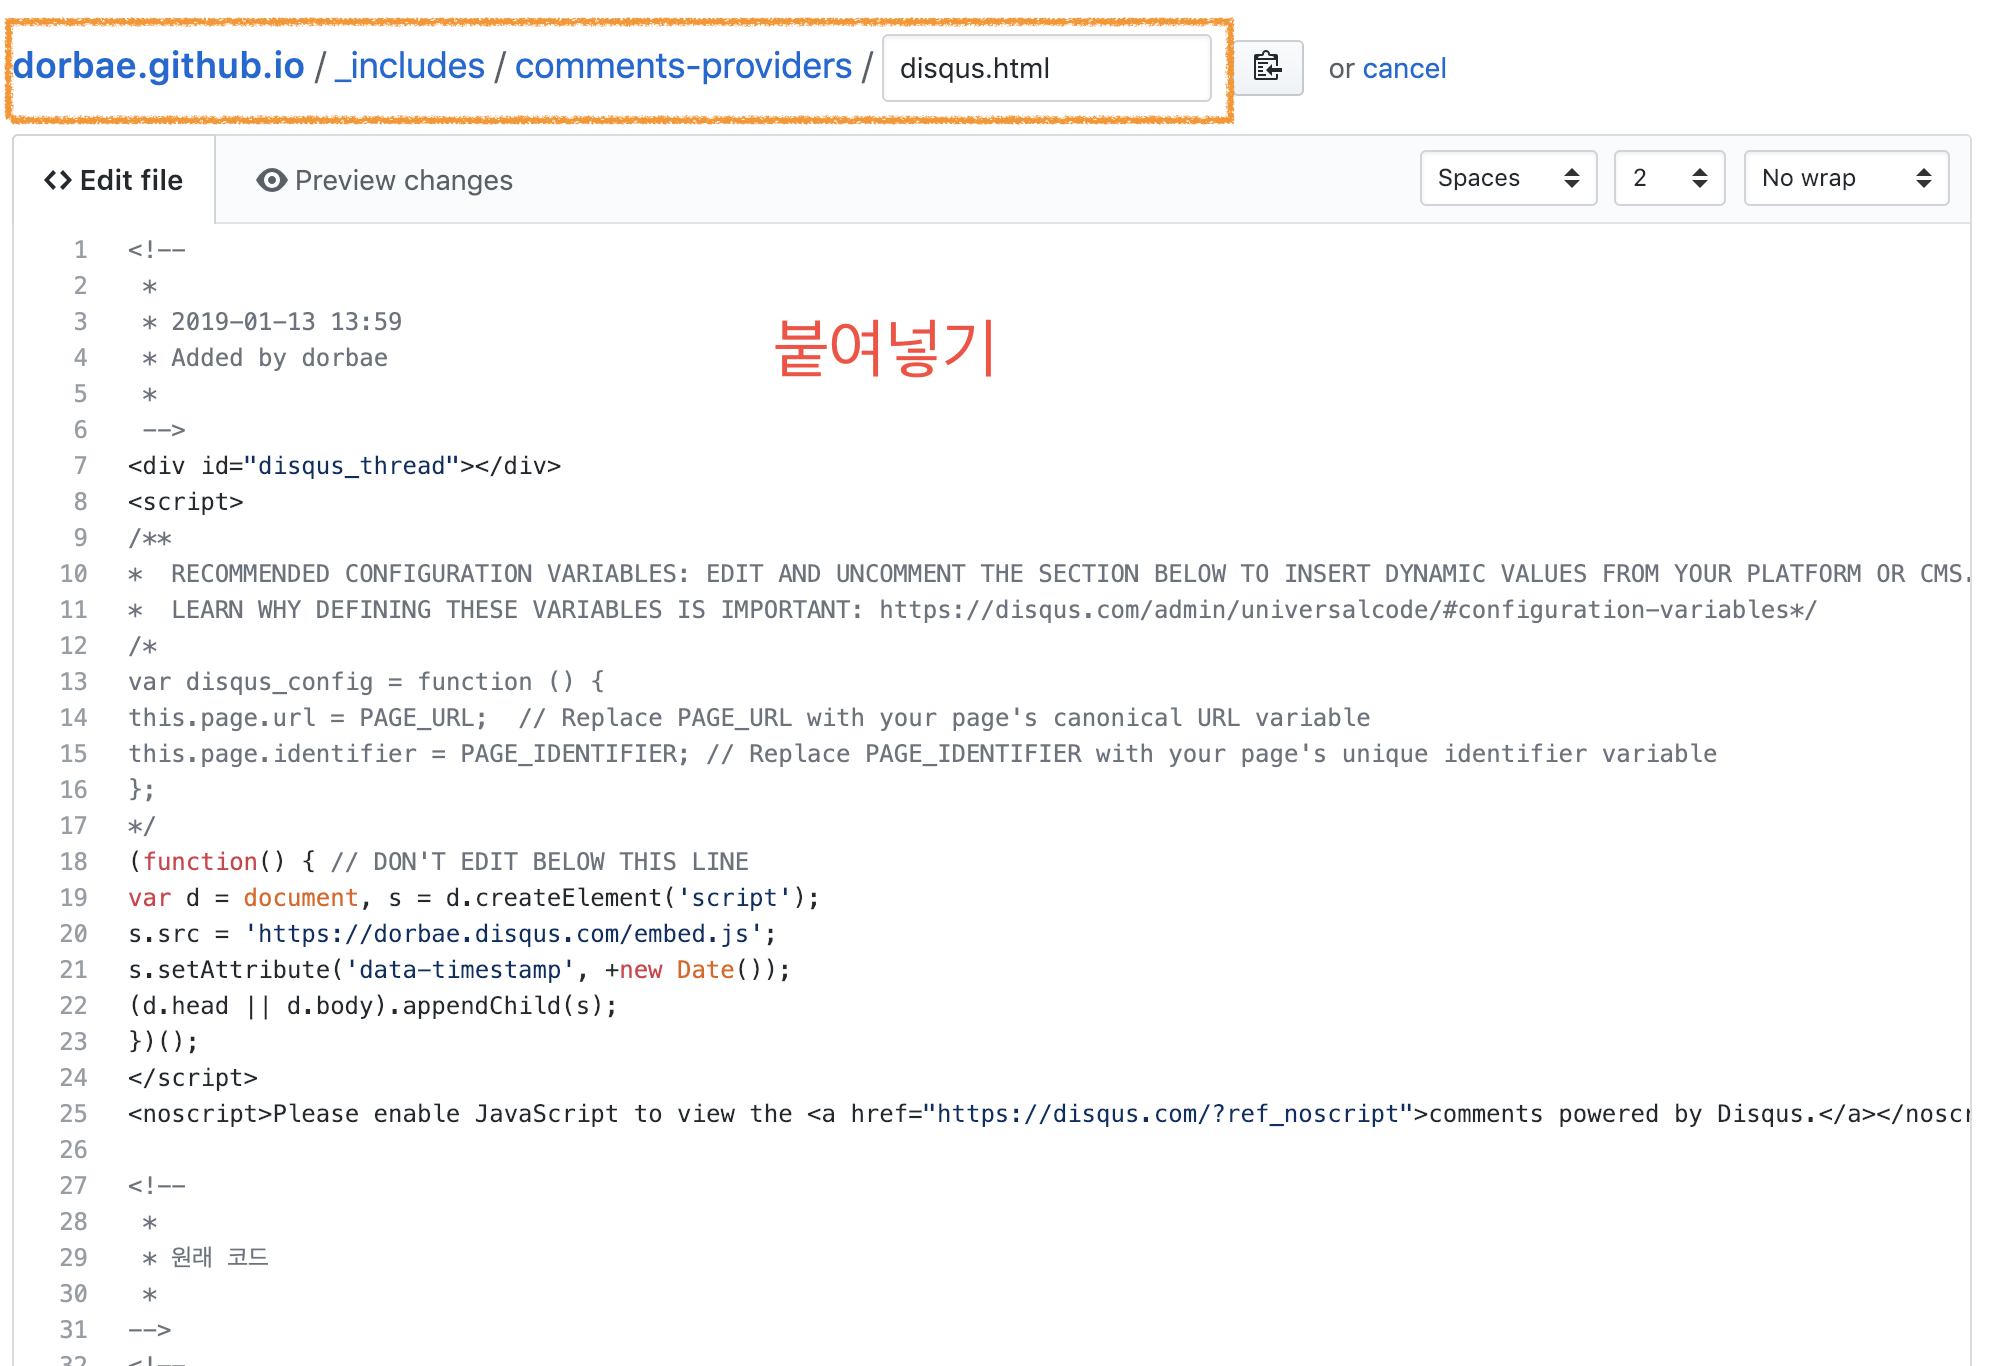 dorbae.github.io / _includes / comments-providers / disqus.html or cancel
Edit file Preview changes Spaces 2 No wrap
1 <!--
2 *
3 * 2019-01-13 13:59
붙여넣기
4 * Added by dorbae
5 *
6 -->
7 <div id="disqus_thread"></div>
8 <script>
9 /**
10 *  RECOMMENDED CONFIGURATION VARIABLES: EDIT AND UNCOMMENT THE SECTION BELOW TO INSERT DYNAMIC VALUES FROM YOUR PLATFORM OR CMS.
11 *  LEARN WHY DEFINING THESE VARIABLES IS IMPORTANT: https://disqus.com/admin/universalcode/#configuration-variables*/
12 /*
13 var disqus_config = function () {
14 this.page.url = PAGE_URL;  // Replace PAGE_URL with your page's canonical URL variable
15 this.page.identifier = PAGE_IDENTIFIER; // Replace PAGE_IDENTIFIER with your page's unique identifier variable
16 };
17 */
18 (function() { // DON'T EDIT BELOW THIS LINE
19 var d = document, s = d.createElement('script');
20 s.src = 'https://dorbae.disqus.com/embed.js';
21 s.setAttribute('data-timestamp', +new Date());
22 (d.head || d.body).appendChild(s);
23 })();
24 </script>
25 <noscript>Please enable JavaScript to view the <a href="https://disqus.com/?ref_noscript">comments powered by Disqus.</a></noscr
26
27 <!--
28 *
29 * 원래 코드
30 *
31 -->
32 <!--